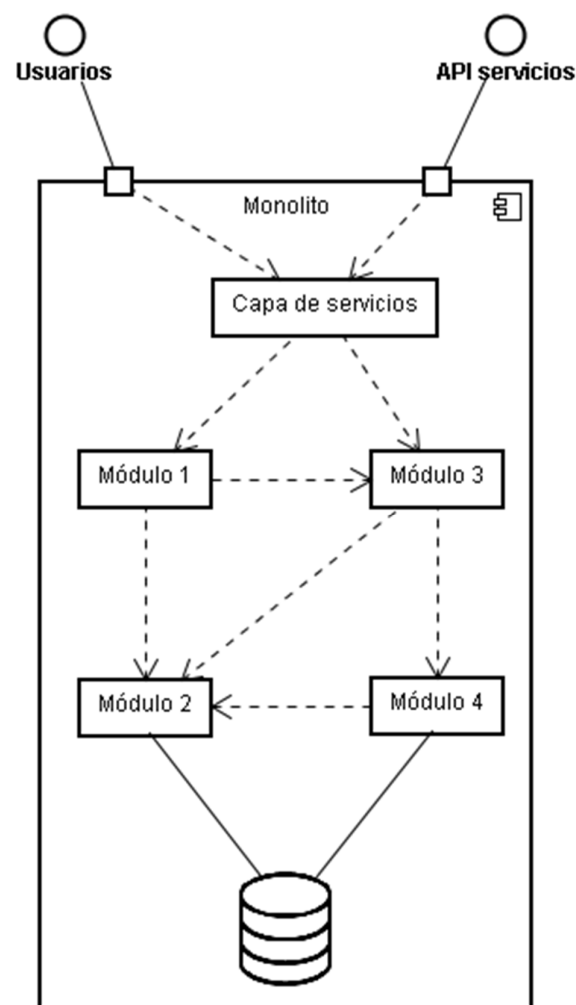 Usuarios
API servicios
Monolito
Capa de servicios
Módulo 1
Módulo 3
Módulo 2
Módulo 4